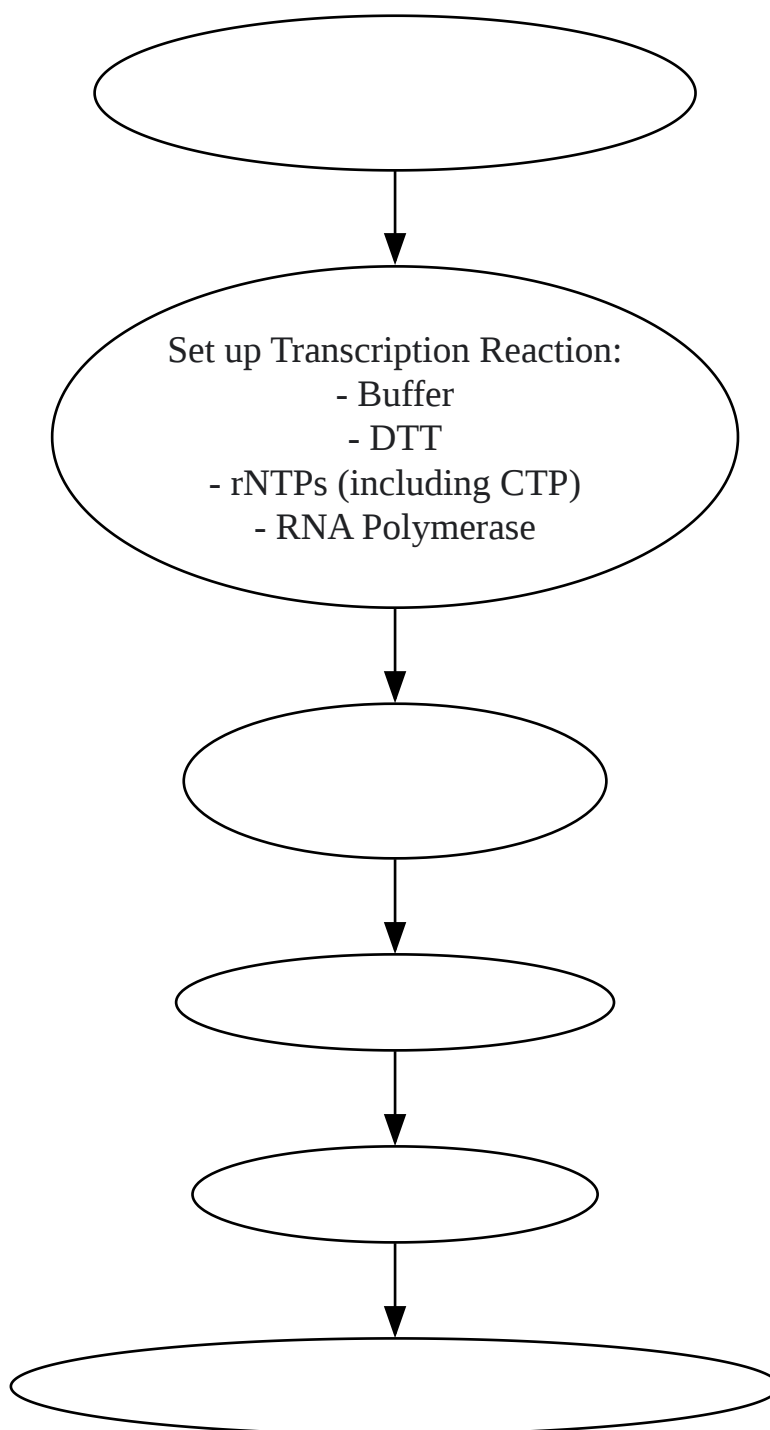 Set up Transcription Reaction:
- Buffer
- DTT
- rNTPs (including CTP)
- RNA Polymerase